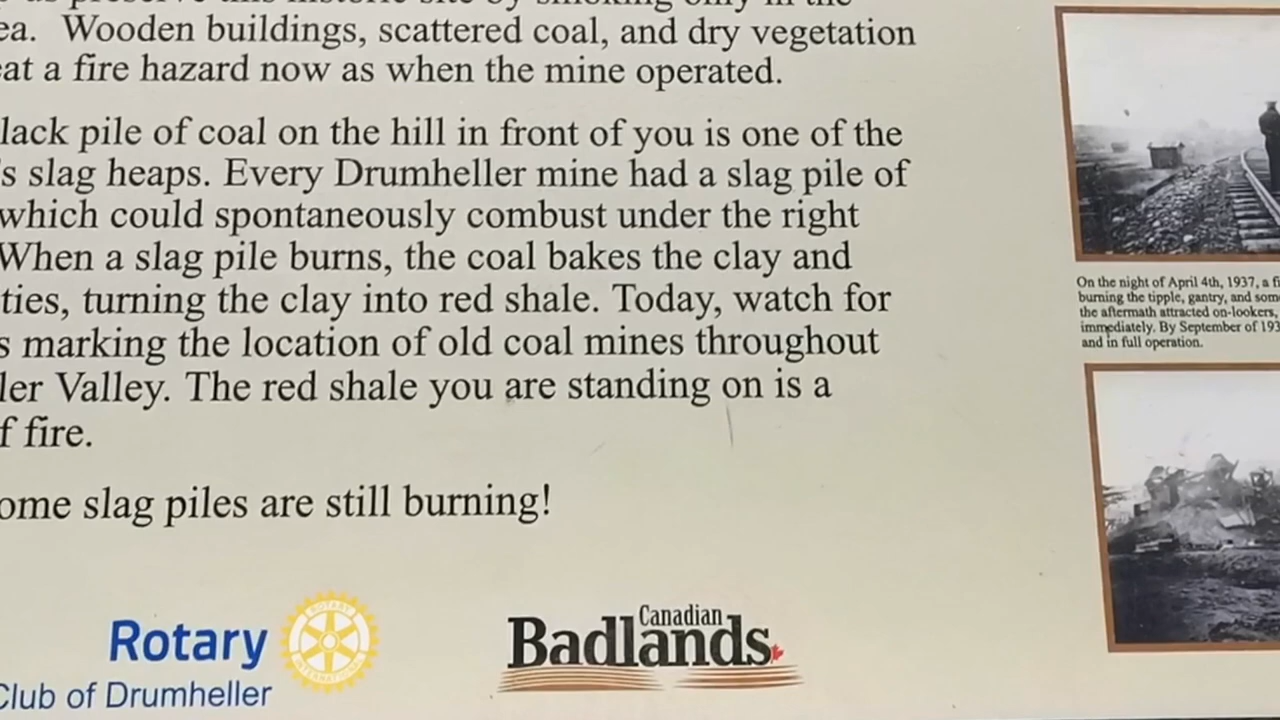 ea. Wooden buildings, scattered coal, and dry vegetation
eat a fire hazard now as when the mine operated.
lack pile of coal on the hill in front of you is one of the
s slag heaps. Every Drumheller mine had a slag pile of
which could spontaneously combust under the right
When a slag pile burns, the coal bakes the clay and
ties, turning the clay into red shale. Today, watch for
s marking the location of old coal mines throughout
ler Valley. The red shale you are standing on is a
f fire.
ome slag piles are still burning!
On the night of April 4th, 1937, a fi
burning the tipple, gantry, and som
the aftermath attracted on-lookers,
immediately. By September of 193
and in full operation.
Rotary
Club of Drumheller
ROTARY
INTERNATIONAL
Canadian
Badlands